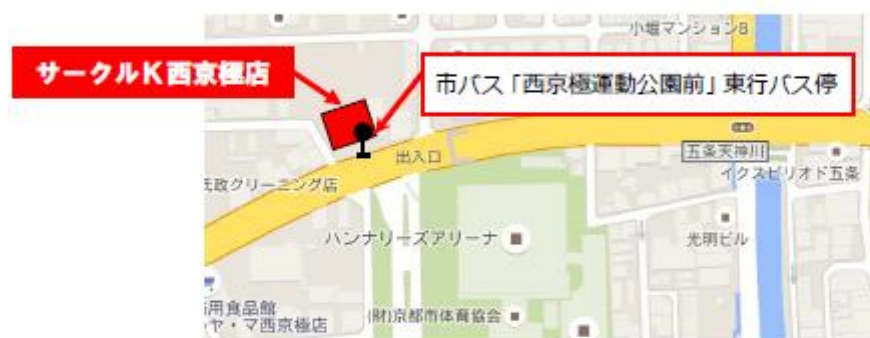 小堀マンションB
サークルK西京極店
市バス「西京極運動公園前」東行バス停
出入口
五条天神川
氏政クリーニング店
イクスピリオド五条
ハンナリーズアリーナ
光明ビル
用食品館
ヤ・マ西京極店
(財)京都市体育協会